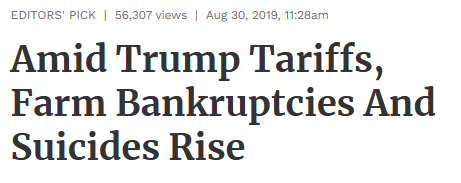 EDITORS' PICK | 56,307 views | Aug 30, 2019, 11:28am
Amid Trump Tariffs,
Farm Bankruptcies And
Suicides Rise